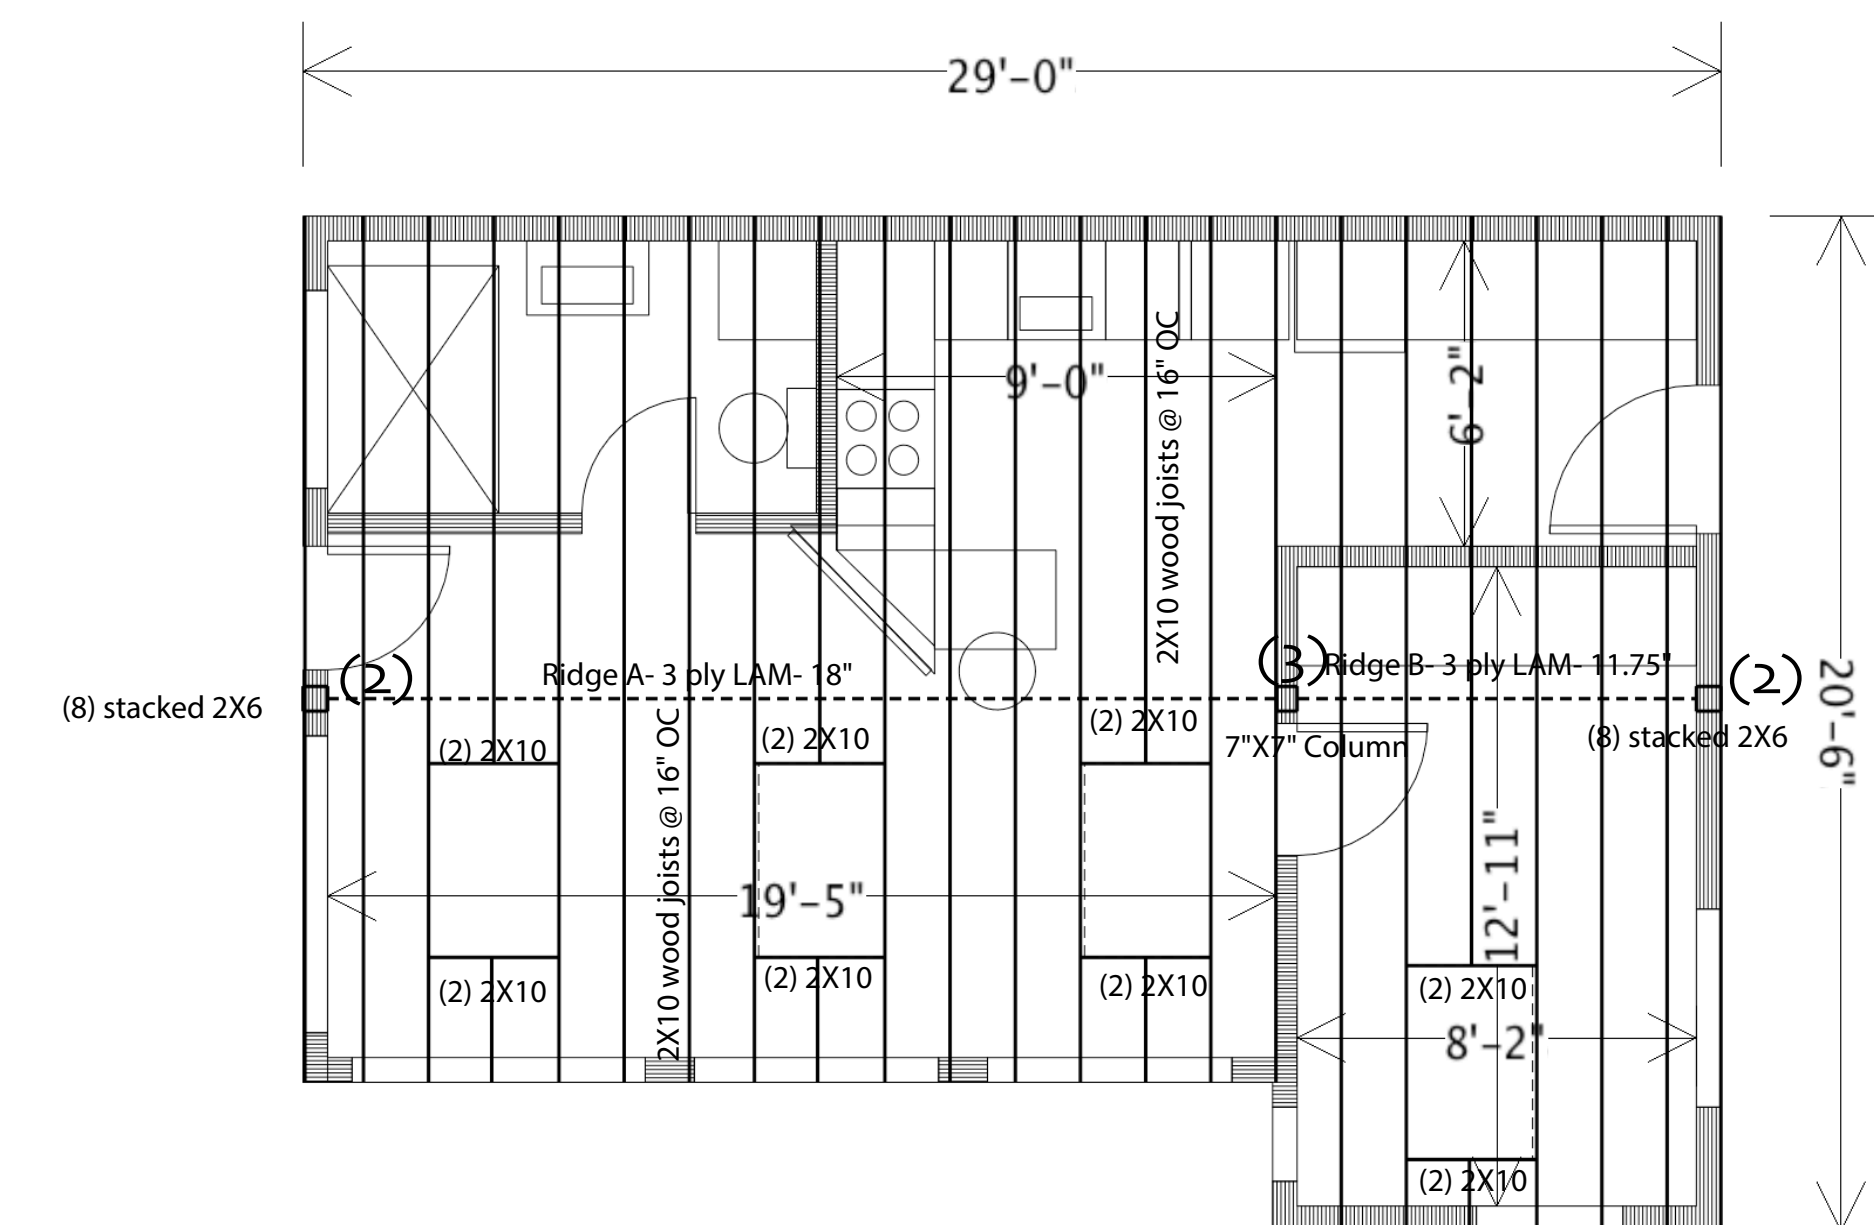 29'-0"
9'-0"
2X10 wood joists @ 16" OC
6'-2"
(2)
Ridge A- 3 ply LAM- 18"
(3)
Ridge B- 3 ply LAM- 11.75"
(2)
(8) stacked 2X6
(2) 2X10
(2) 2X10
(2) 2X10
7"X7" Column
(8) stacked 2X6
20'-6"
2X10 wood joists @ 16" OC
19'-5"
12'-11"
(2) 2X10
(2) 2X10
(2) 2X10
(2) 2X10
8'-2"
(2) 2X10